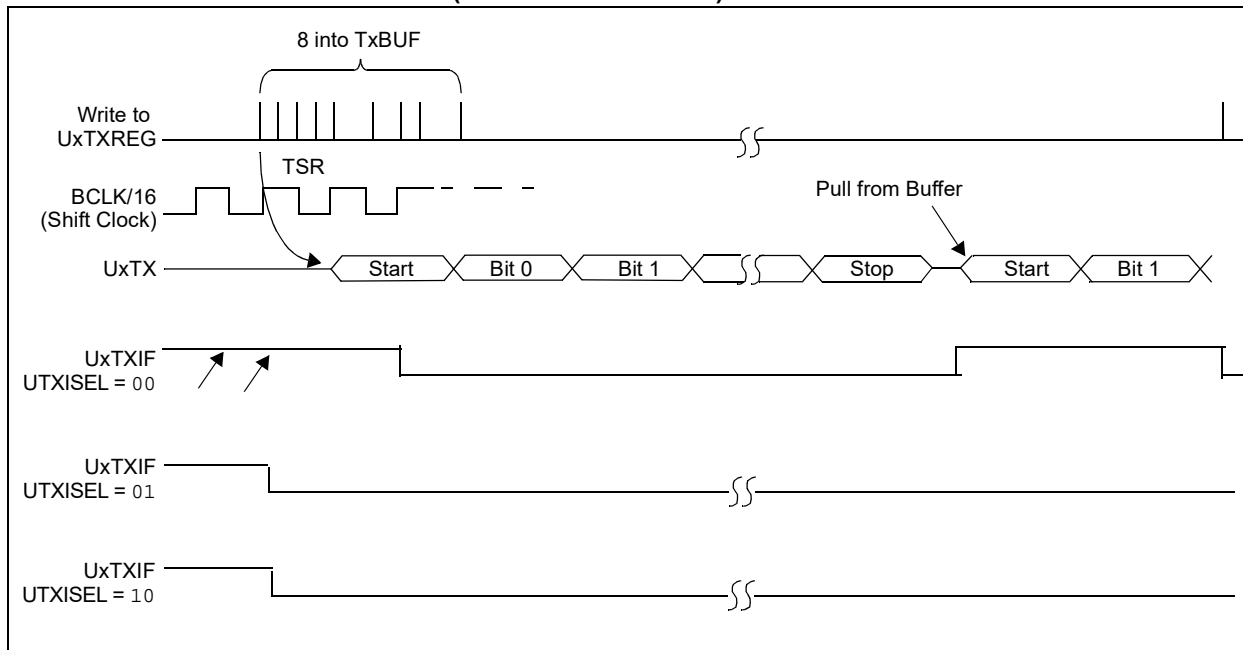 8 into TxBUF
Write to
UxTXREG
TSR
BCLK/16
(Shift Clock)
Pull from Buffer
UxTX
Start
Bit 0
Bit 1
Stop
Start
Bit 1
UxTXIF
UTXISEL = 00
UxTXIF
UTXISEL = 01
UxTXIF
UTXISEL = 10